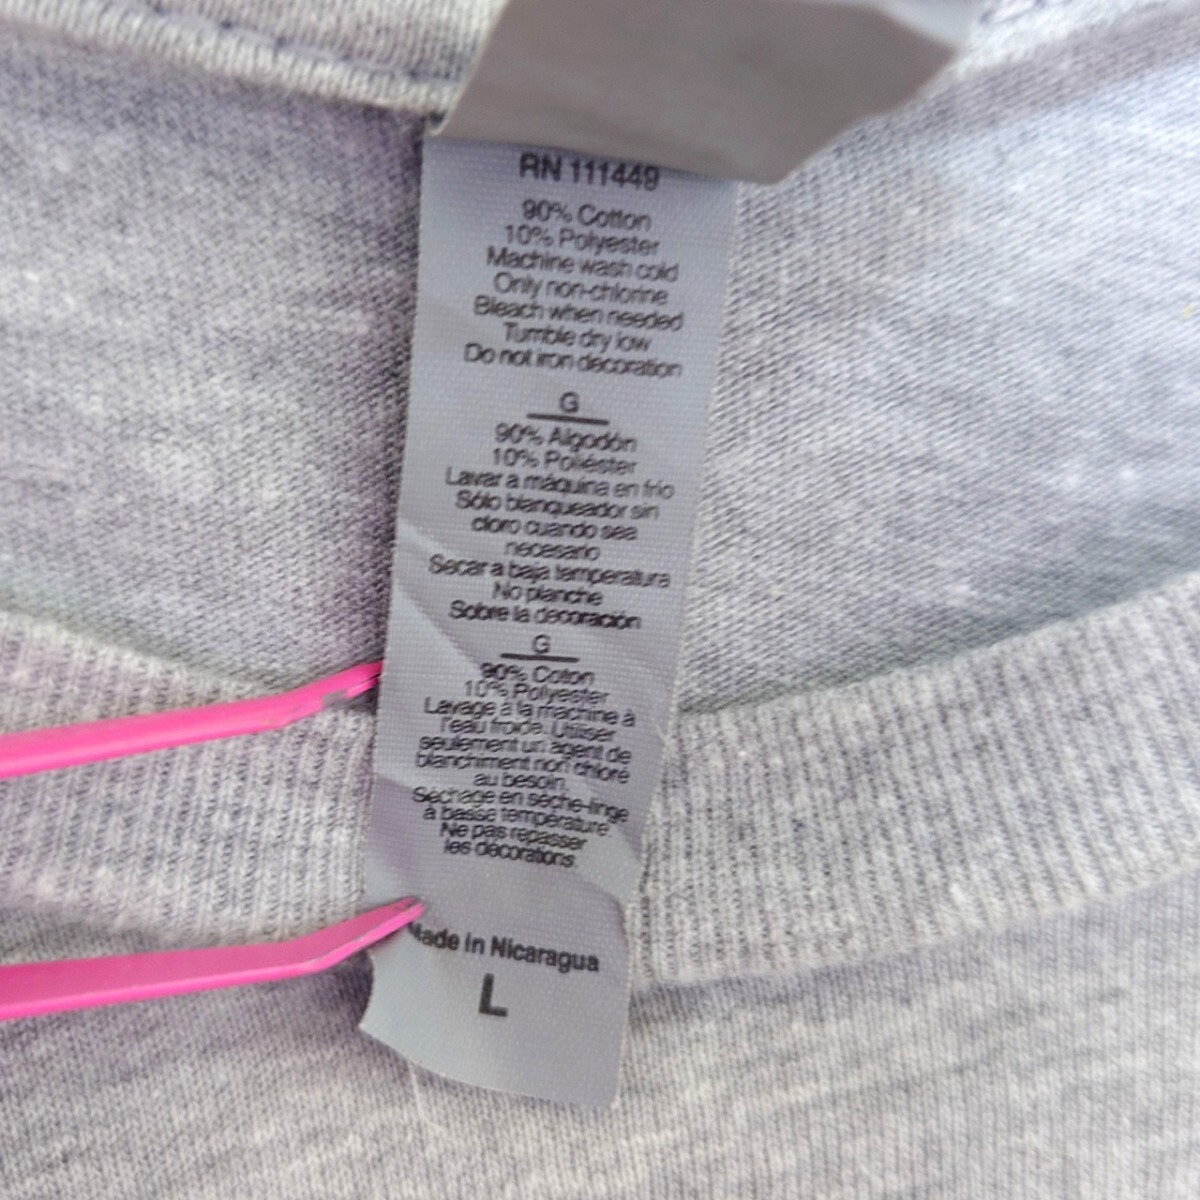 RN 111449
90% Cotton
10% Polyester
Machine wash cold
Only non-chlorine
Bleach when needed
Tumble dry low
Do not iron decoration
G
90% Algodón
10% Poliéster
Lavar a máquina en frio
Sólo blanqueador sin
cloro cuando sea
necesario
Secar a baja temperatura
No planche
Sobre la decoración
G
90% Coton
10% Polyester
Lavage à la machine à
l'eau froide. Utiliser
seulement un agent de
blanchiment non chloré
au besoin.
Séchage en sèche-linge
à basse température
Ne pas repasser
les décorations.
Made in Nicaragua
L